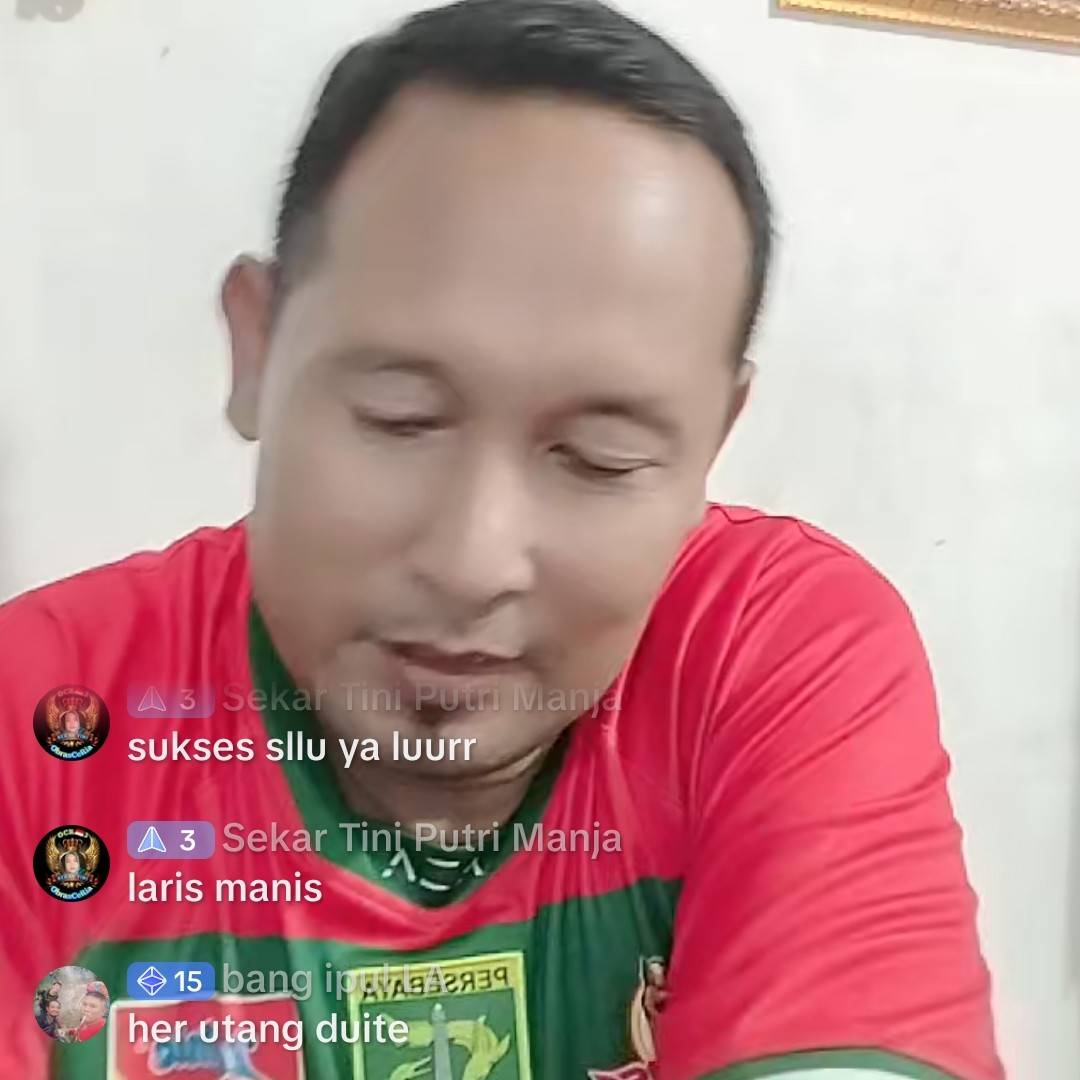 3 Sekar Tini Putri Manja
sukses sllu ya luurr
3 Sekar Tini Putri Manja
laris manis
15 bang ipul LA
her utang duite
PERSEBAYA